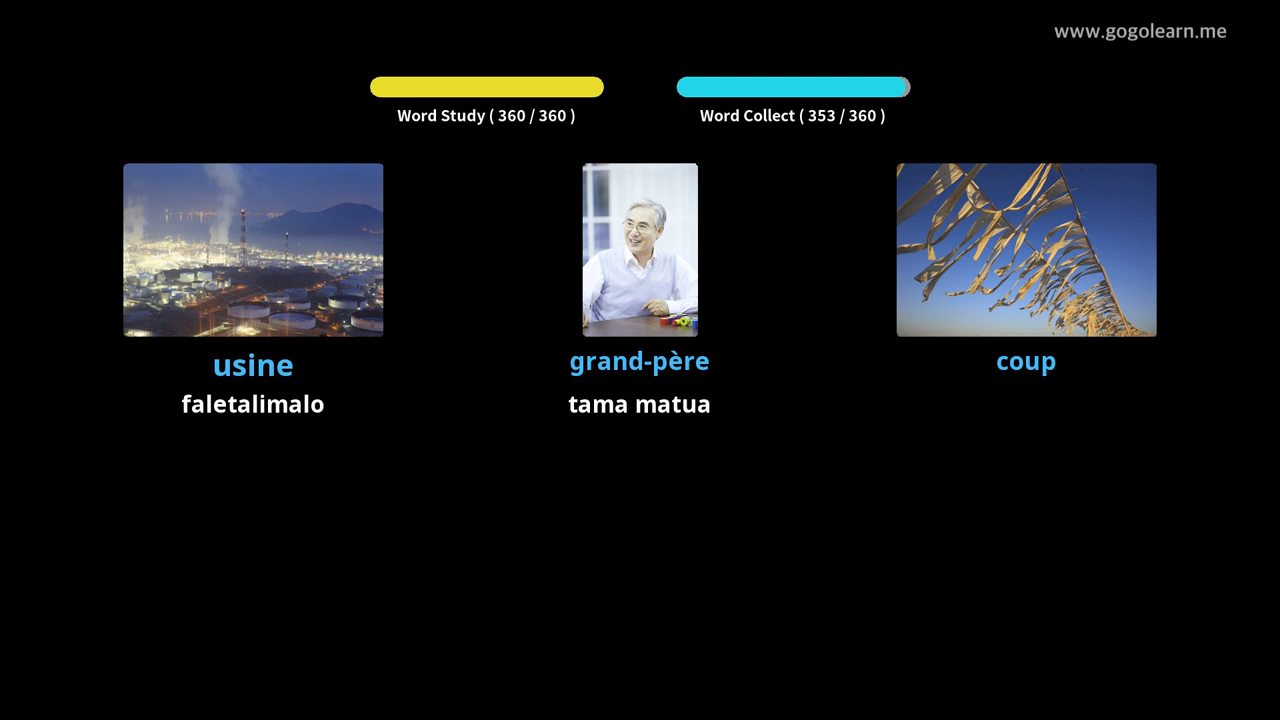 www.gogolearn.me
Word Study ( 360 / 360 )
Word Collect ( 353 / 360 )
usine
faletalimalo
grand-père
tama matua
coup